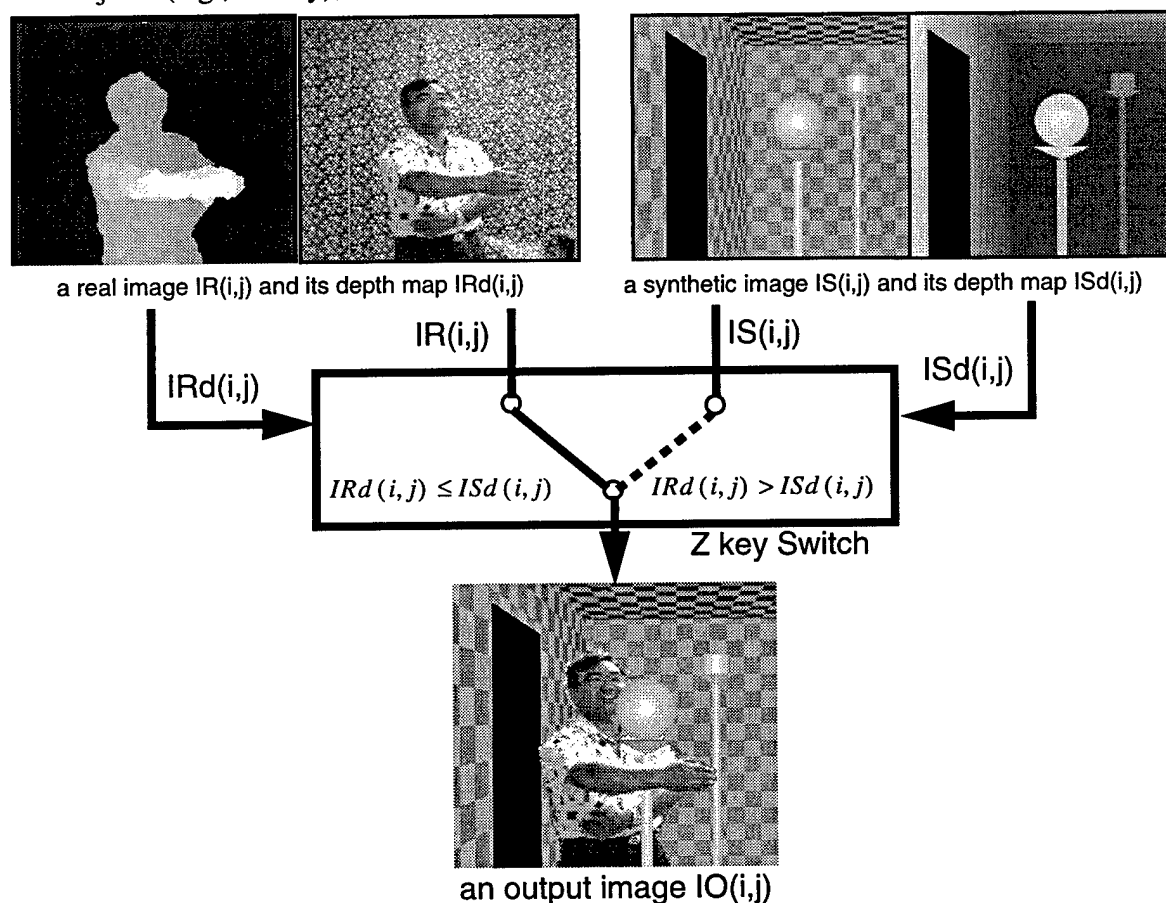 a real image IR(i,j) and its depth map IRd(i,j)
a synthetic image IS(i,j) and its depth map ISd(i,j)
IR(i,j)
IS(i,j)
IRd(i,j)
ISd(i,j)
IRd(i,j) ≤ ISd(i,j)
IRd(i,j) > ISd(i,j)
Z key Switch
an output image IO(i,j)